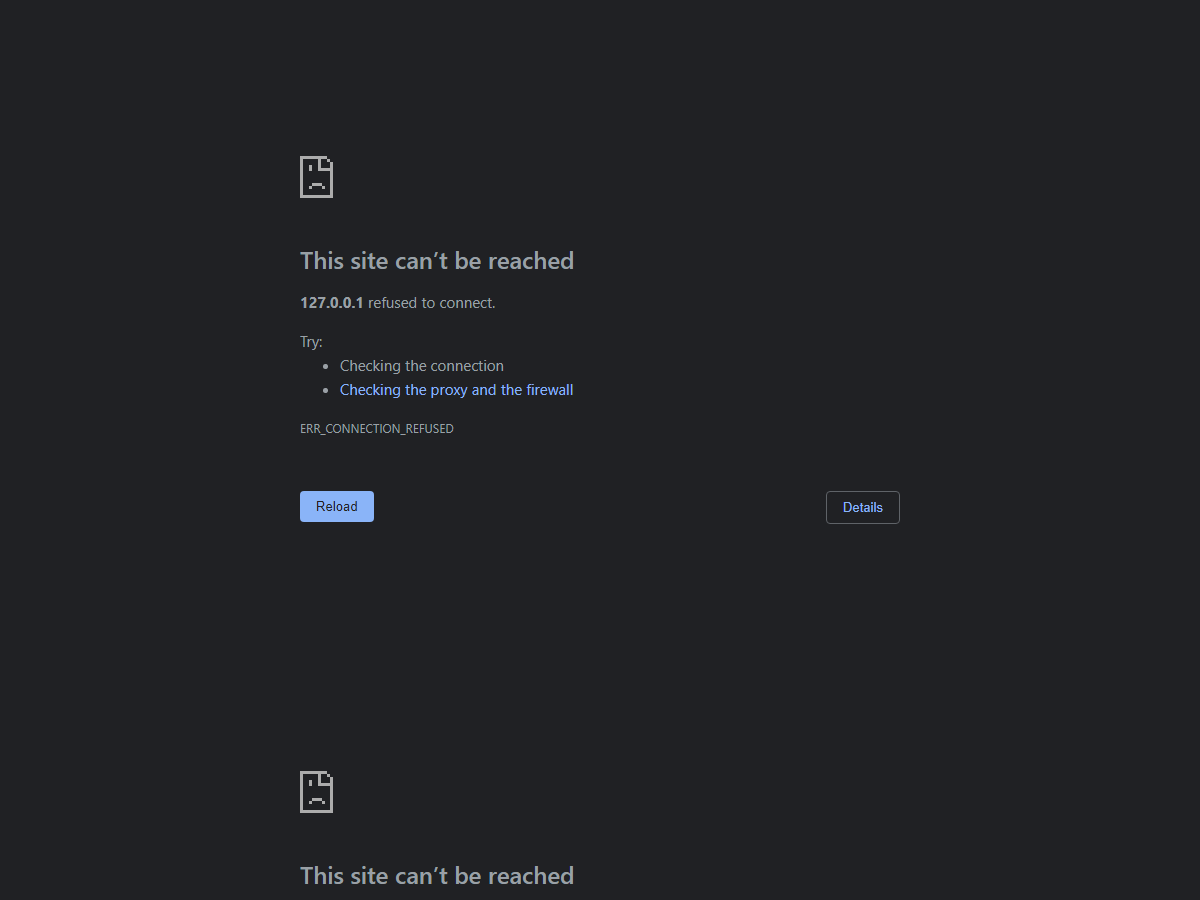 This site can’t be reached
127.0.0.1 refused to connect.
Try:
Checking the connection
Checking the proxy and the firewall
ERR_CONNECTION_REFUSED
Reload
Details
This site can’t be reached